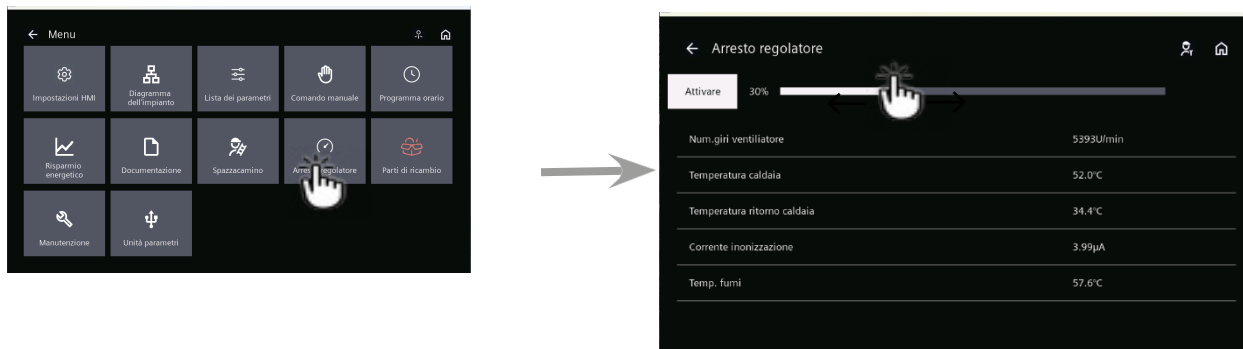 Menu
Impostazioni HMI
Diagramma
dell'impianto
Lista dei parametri
Comando manuale
Programma orario
Risparmio
energetico
Documentazione
Spazzacamino
Arresto regolatore
Parti di ricambio
Manutenzione
Unità parametri
Arresto regolatore
Attivare
30%
Num.giri ventiliatore 5393U/min
Temperatura caldaia 52.0°C
Temperatura ritorno caldaia 34.4°C
Corrente inonizzazione 3.99µA
Temp. fumi 57.6°C